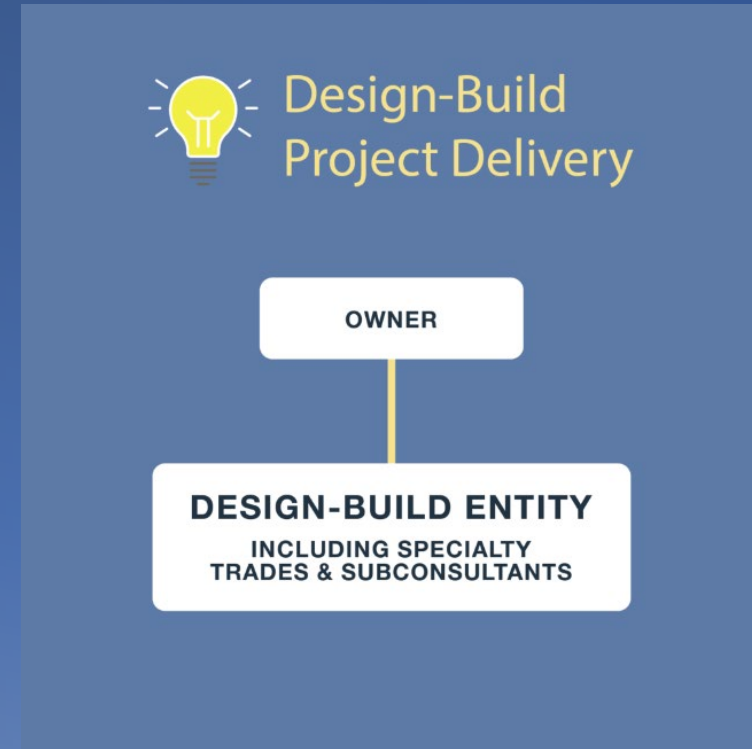 Design-Build
Project Delivery
OWNER
DESIGN-BUILD ENTITY
INCLUDING SPECIALTY
TRADES & SUBCONSULTANTS